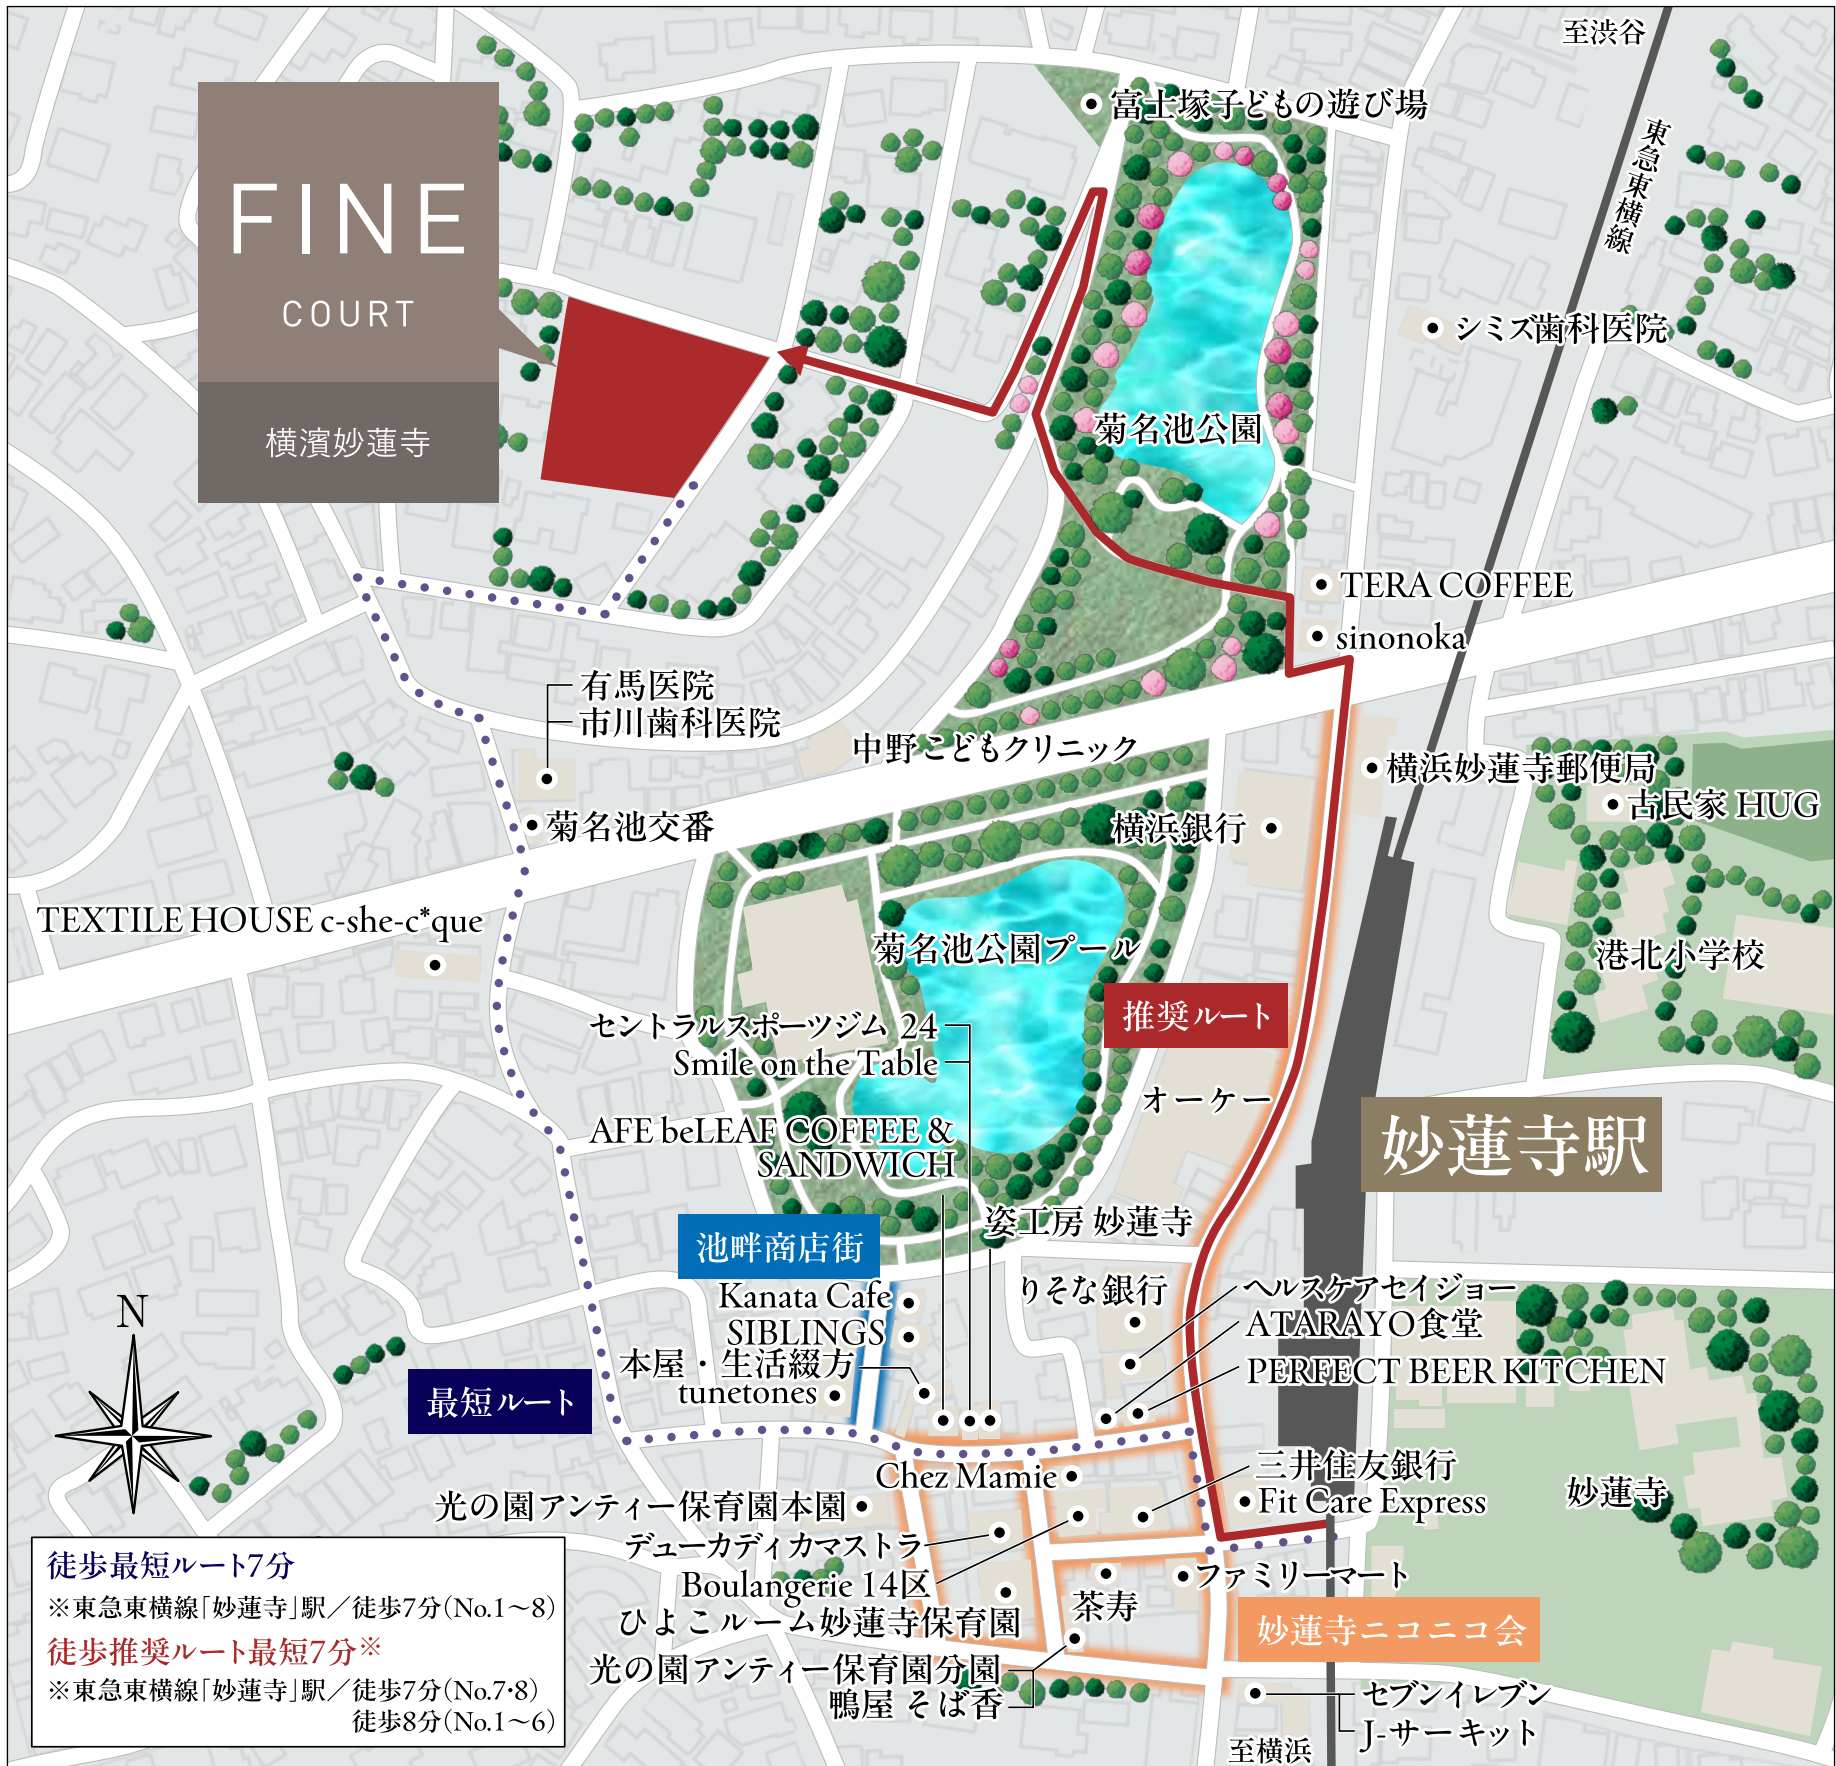 至渋谷
富士塚子どもの遊び場
東急東横線
FINE
COURT
横濱妙蓮寺
シミズ歯科医院
菊名池公園
TERA COFFEE
sinonoka
有馬医院
市川歯科医院
中野こどもクリニック
横浜妙蓮寺郵便局
古民家 HUG
菊名池交番
横浜銀行
TEXTILE HOUSE c-she-c*que
菊名池公園プール
港北小学校
推奨ルート
セントラルスポーツジム 24
Smile on the Table
オーケー
AFE beLEAF COFFEE &
SANDWICH
妙蓮寺駅
姿工房 妙蓮寺
池畔商店街
Kanata Cafe
SIBLINGS
本屋・生活綴方
tunetones
りそな銀行
ヘルスケアセイジョー
ATARAYO食堂
PERFECT BEER KITCHEN
N
最短ルート
Chez Mamie
三井住友銀行
Fit Care Express
妙蓮寺
光の園アンティー保育園本園
デューカディカマストラ
Boulangerie 14区
ひよこルーム妙蓮寺保育園
茶寿
ファミリーマート
妙蓮寺ニコニコ会
光の園アンティー保育園分園
鴨屋 そば香
セブンイレブン
J-サーキット
至横浜
徒歩最短ルート7分
※東急東横線「妙蓮寺」駅／徒歩7分(No.1〜8)
徒歩推奨ルート最短7分※
※東急東横線「妙蓮寺」駅／徒歩7分(No.7・8)
徒歩8分(No.1〜6)